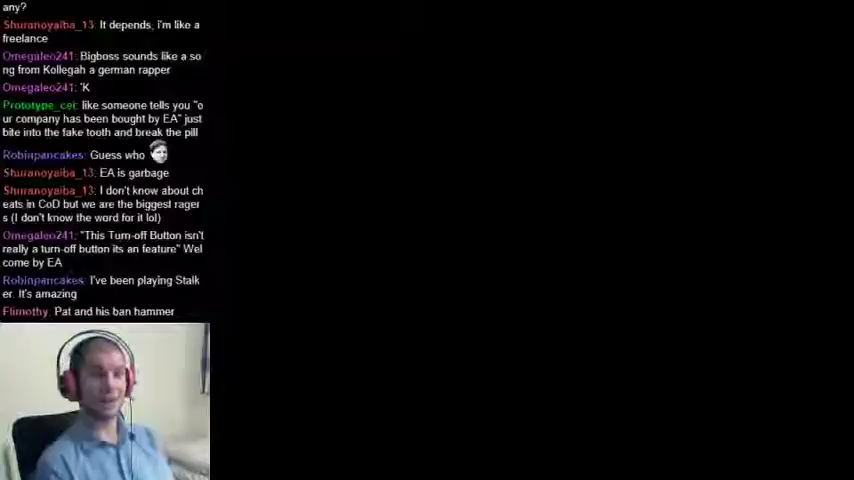 any?
Shuranoyaiba_13: It depends, i'm like a
freelance
Omegaleo241: Bigboss sounds like a so
ng from Kollegah a german rapper
Omegaleo241: 'K
Prototype_cei: like someone tells you "o
ur company has been bought by EA" just
bite into the fake tooth and break the pill
Robinpancakes: Guess who
Shuranoyaiba_13: EA is garbage
Shuranoyaiba_13: I don't know about ch
eats in CoD but we are the biggest rager
s (I don't know the word for it lol)
Omegaleo241: "This Turn-off Button isn't
really a turn-off button its an feature" Wel
come by EA
Robinpancakes: I've been playing Stalk
er. It's amazing
Flimothy: Pat and his ban hammer